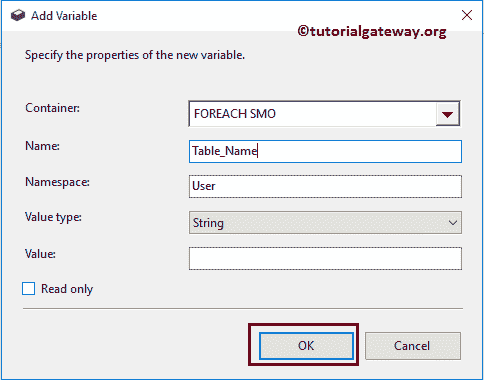 Add Variable
©tutorialgateway.org
Specify the properties of the new variable.
Container:
FOREACH SMO
Name:
Table_Name
Namespace:
User
Value type:
String
Value:
Read only
OK
Cancel